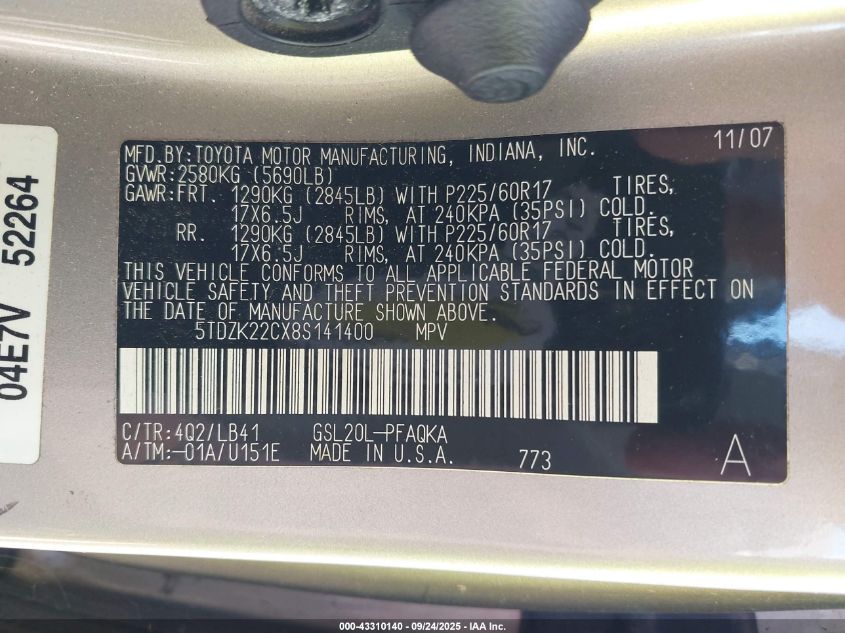 11/07
MFD.BY:TOYOTA MOTOR MANUFACTURING, INDIANA, INC.
GVWR:2580KG (5690LB)
GAWR:FRT. 1290KG (2845LB) WITH P225/60R17 TIRES,
17X6.5J RIMS, AT 240KPA (35PSI) COLD.
RR. 1290KG (2845LB) WITH P225/60R17 TIRES,
17X6.5J RIMS, AT 240KPA (35PSI) COLD.
THIS VEHICLE CONFORMS TO ALL APPLICABLE FEDERAL MOTOR
VEHICLE SAFETY AND THEFT PREVENTION STANDARDS IN EFFECT ON
THE DATE OF MANUFACTURE SHOWN ABOVE.
5TDZK22CX8S141400 MPV
C/TR:4Q2/LB41 GSL20L-PFAQKA
A/TM:-01A/U151E MADE IN U.S.A. 773 A
04E7V 52264
000-43310140 - 09/24/2025 - IAA Inc.